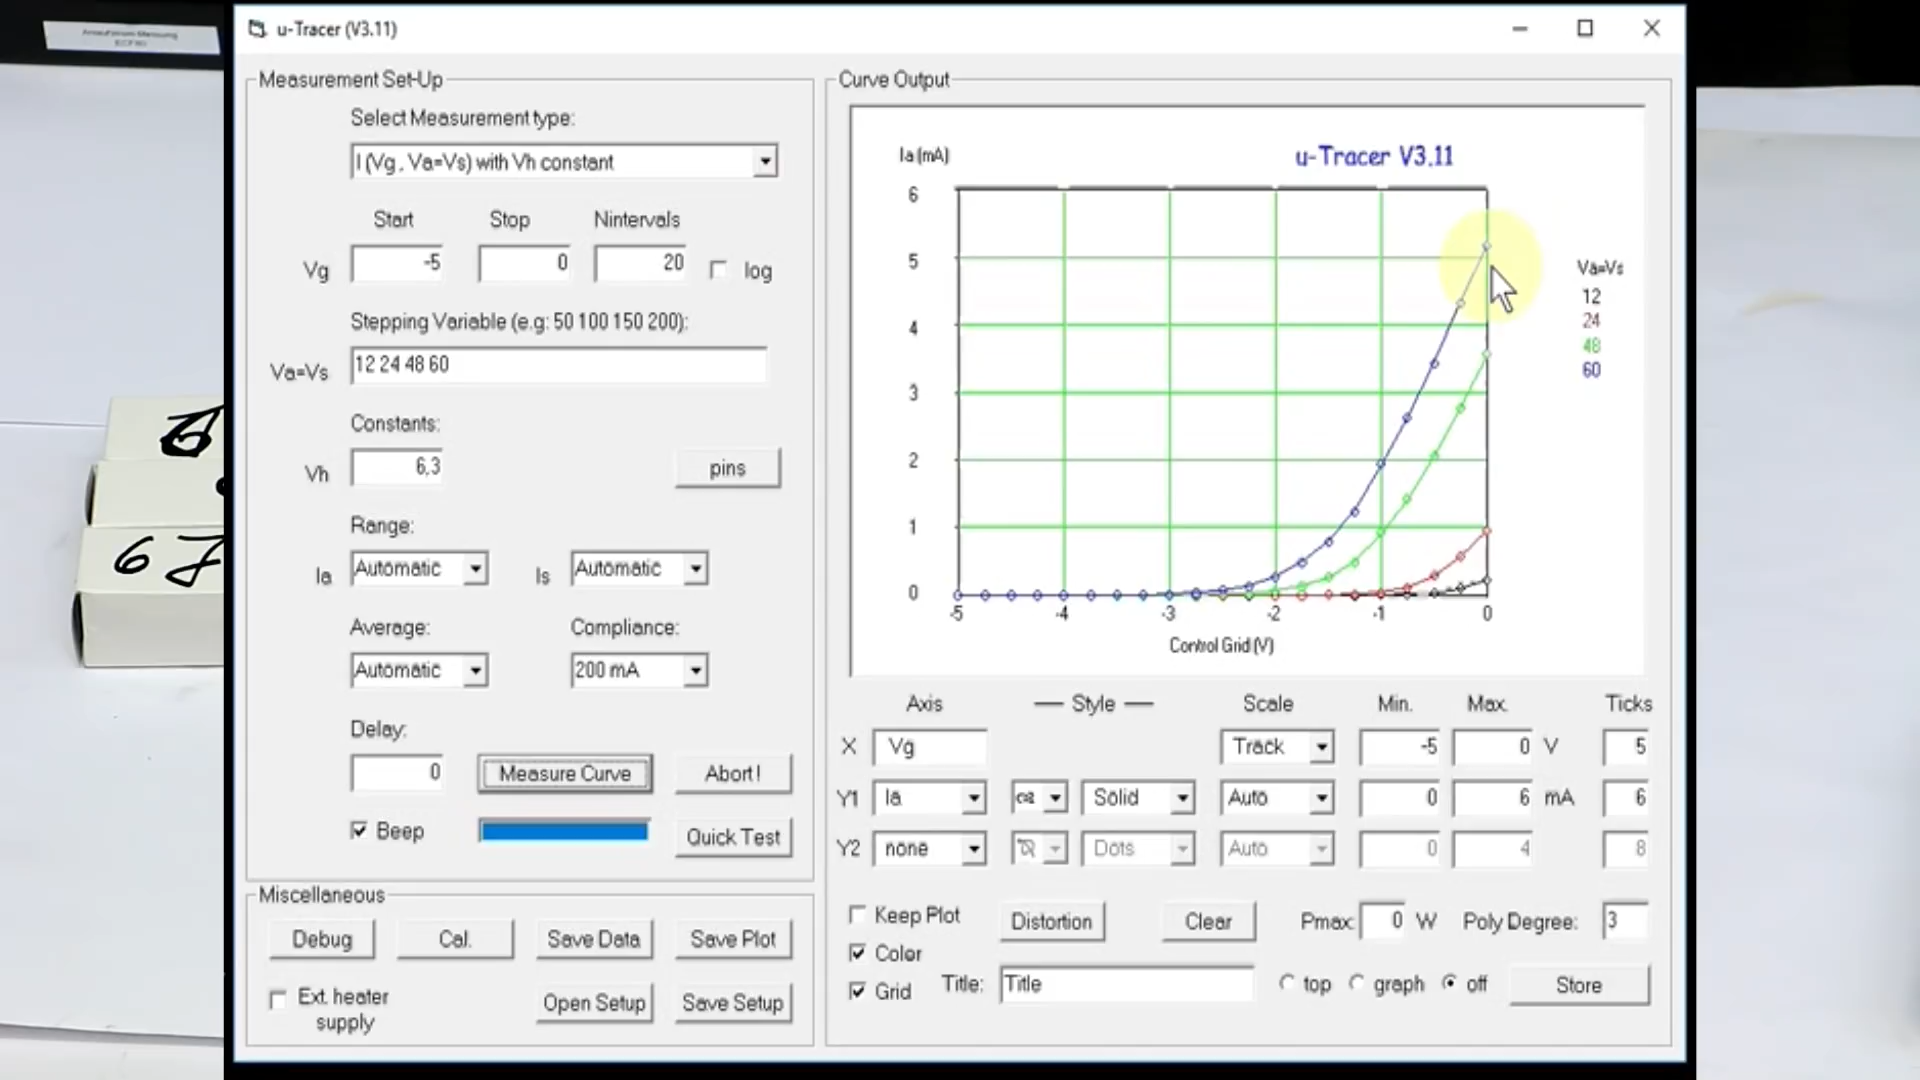 u-Tracer (V3.11)
Measurement Set-Up
Select Measurement type:
I (Vg , Va=Vs) with Vh constant
Start Stop Nintervals
Vg -5 0 20 log
Stepping Variable (e.g: 50 100 150 200):
Va=Vs 12 24 48 60
Constants:
Vh 6,3 pins
Range:
Ia Automatic Is Automatic
Average: Compliance:
Automatic 200 mA
Delay:
0 Measure Curve Abort!
Beep Quick Test
Miscellaneous
Debug Cal. Save Data Save Plot
Ext. heater supply Open Setup Save Setup
Curve Output
Ia (mA) u-Tracer V3.11
6
5
4
3
2
1
0
-5 -4 -3 -2 -1 0
Control Grid (V)
Va=Vs
12
24
48
60
Axis Style Scale Min. Max. Ticks
X Vg Track -5 0 V 5
Y1 Ia Solid Auto 0 6 mA 6
Y2 none Dots Auto 0 4 8
Keep Plot Distortion Clear Pmax: 0 W Poly Degree: 3
Color
Grid Title: Title top graph off Store
6
6 J